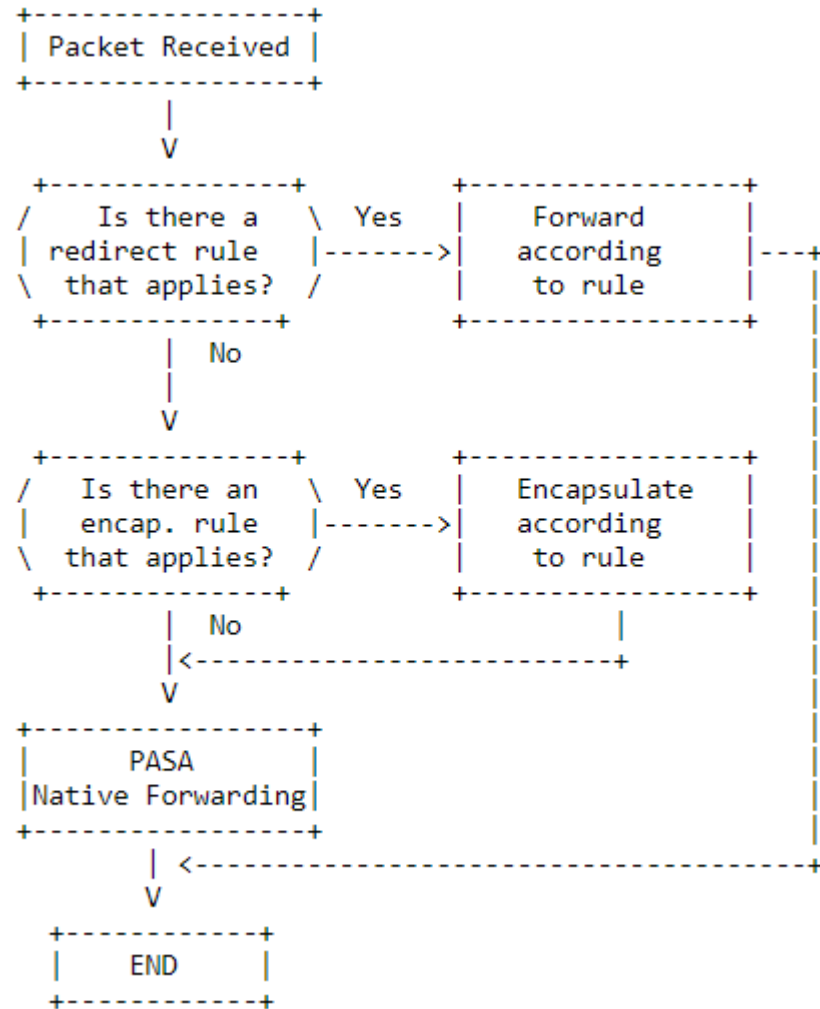 Packet Received
Is there a
redirect rule
that applies?
Yes
Forward
according
to rule
No
Is there an
encap. rule
that applies?
Yes
Encapsulate
according
to rule
No
PASA
Native Forwarding
END